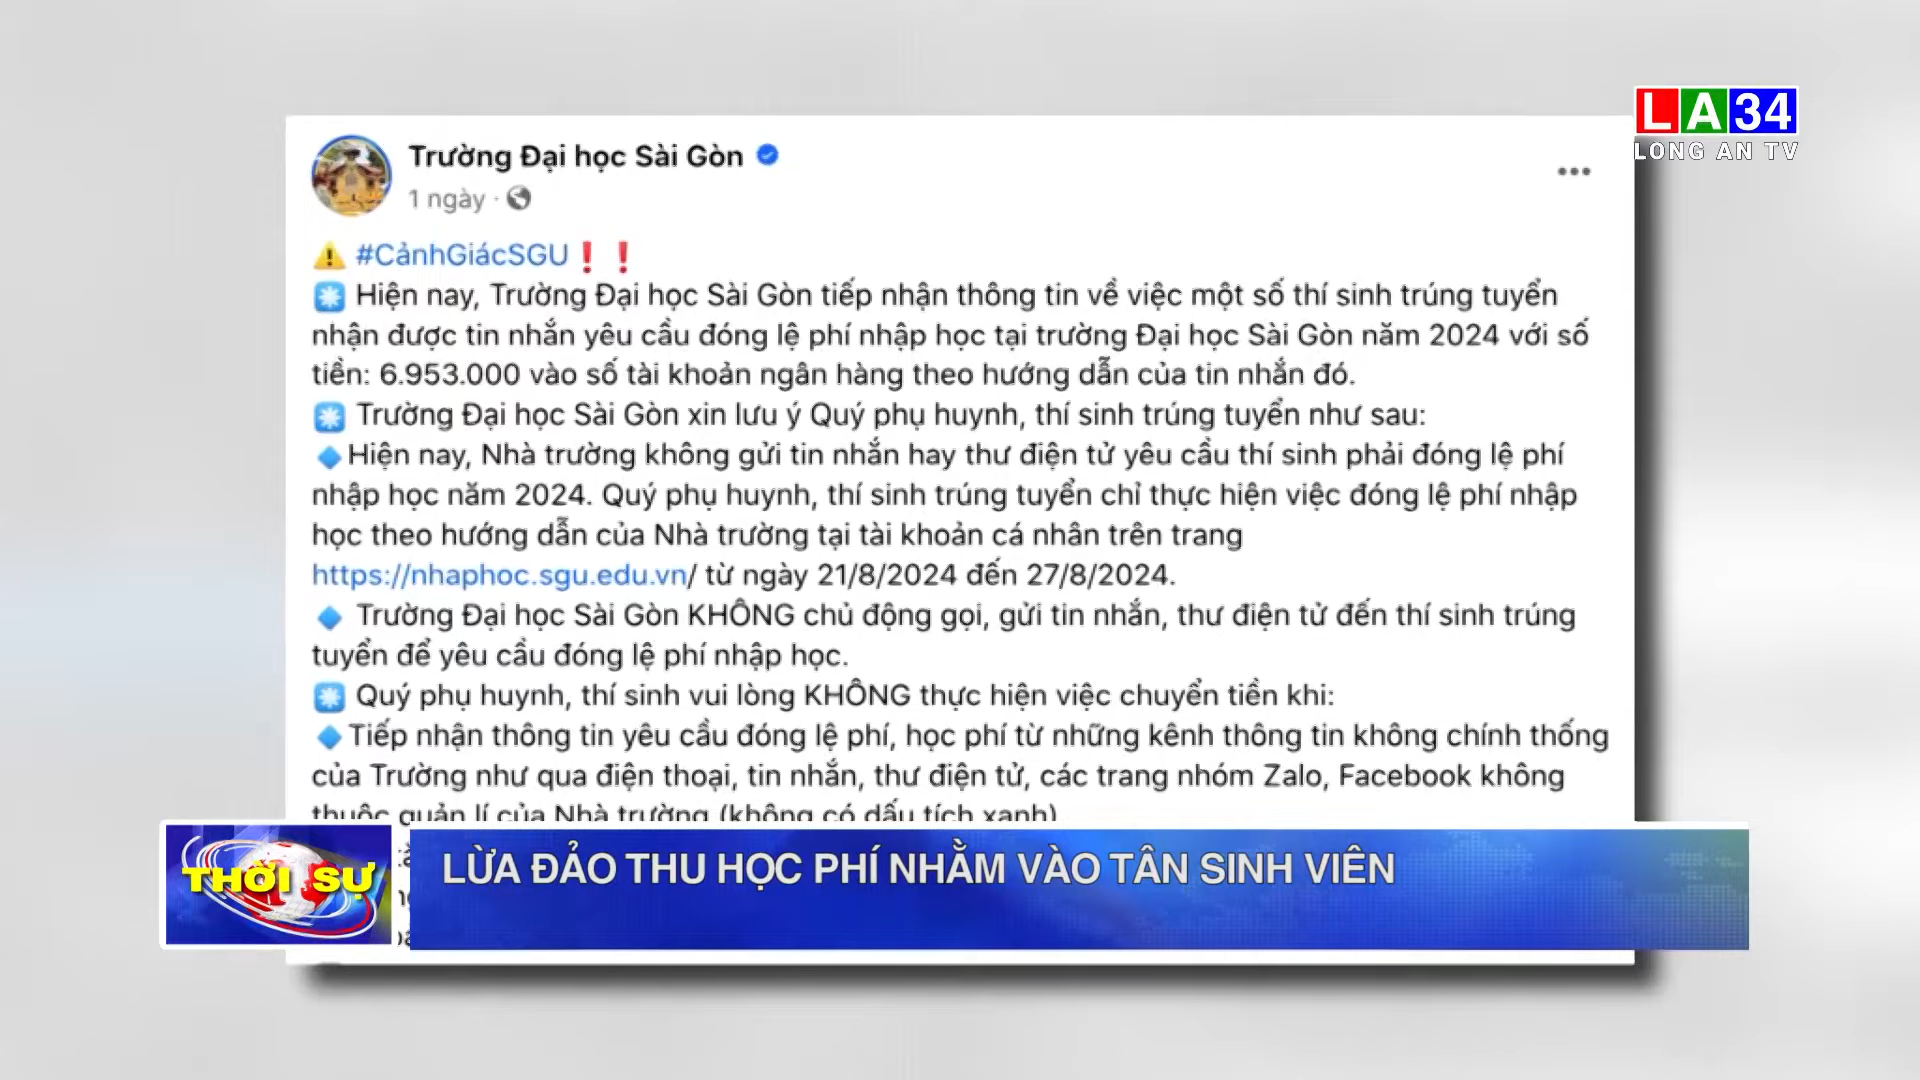 LA34
LONG AN TV
Trường Đại học Sài Gòn
1 ngày ·
#CảnhGiácSGU❗❗
Hiện nay, Trường Đại học Sài Gòn tiếp nhận thông tin về việc một số thí sinh trúng tuyển
nhận được tin nhắn yêu cầu đóng lệ phí nhập học tại trường Đại học Sài Gòn năm 2024 với số
tiền: 6.953.000 vào số tài khoản ngân hàng theo hướng dẫn của tin nhắn đó.
Trường Đại học Sài Gòn xin lưu ý Quý phụ huynh, thí sinh trúng tuyển như sau:
Hiện nay, Nhà trường không gửi tin nhắn hay thư điện tử yêu cầu thí sinh phải đóng lệ phí
nhập học năm 2024. Quý phụ huynh, thí sinh trúng tuyển chỉ thực hiện việc đóng lệ phí nhập
học theo hướng dẫn của Nhà trường tại tài khoản cá nhân trên trang
https://nhaphoc.sgu.edu.vn/ từ ngày 21/8/2024 đến 27/8/2024.
Trường Đại học Sài Gòn KHÔNG chủ động gọi, gửi tin nhắn, thư điện tử đến thí sinh trúng
tuyển để yêu cầu đóng lệ phí nhập học.
Quý phụ huynh, thí sinh vui lòng KHÔNG thực hiện việc chuyển tiền khi:
Tiếp nhận thông tin yêu cầu đóng lệ phí, học phí từ những kênh thông tin không chính thống
của Trường như qua điện thoại, tin nhắn, thư điện tử, các trang nhóm Zalo, Facebook không
thuộc quản lí của Nhà trường (không có dấu tích xanh)
THỜI SỰ
LỪA ĐẢO THU HỌC PHÍ NHẰM VÀO TÂN SINH VIÊN